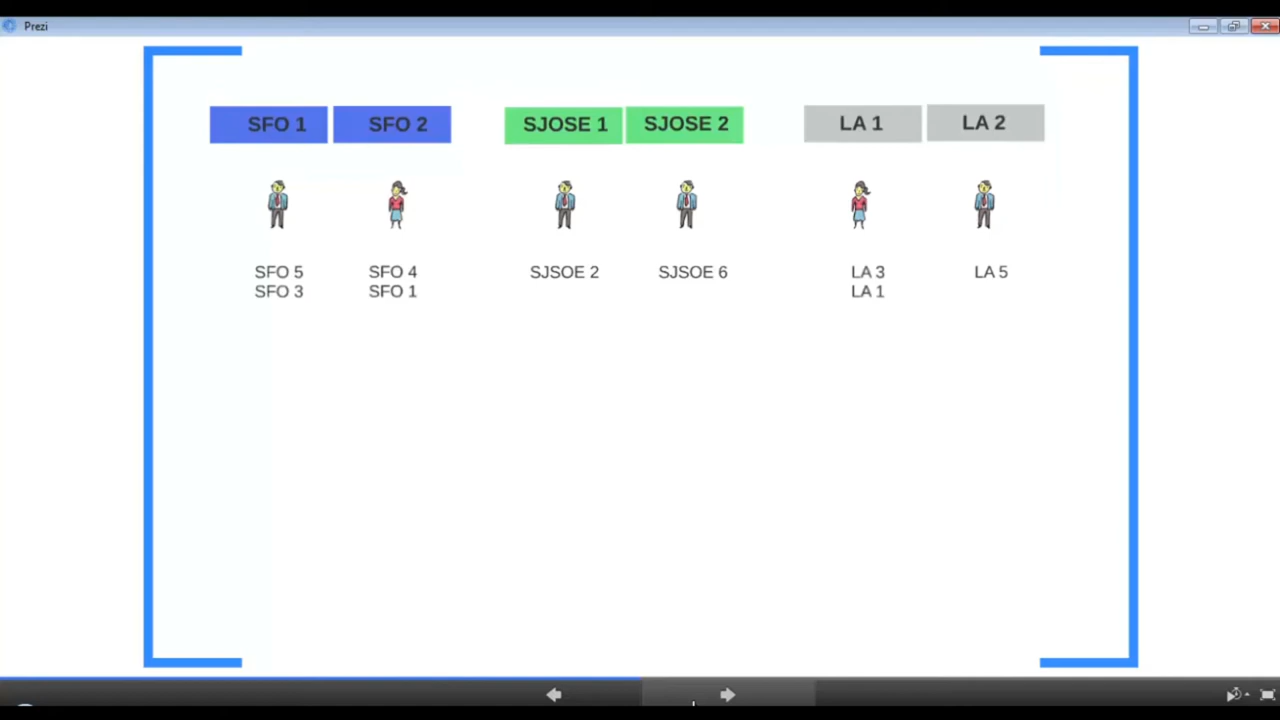 Prezi
SFO 1 SFO 2 SJOSE 1 SJOSE 2 LA 1 LA 2
SFO 5 SFO 4 SJSOE 2 SJSOE 6 LA 3 LA 5
SFO 3 SFO 1 LA 1